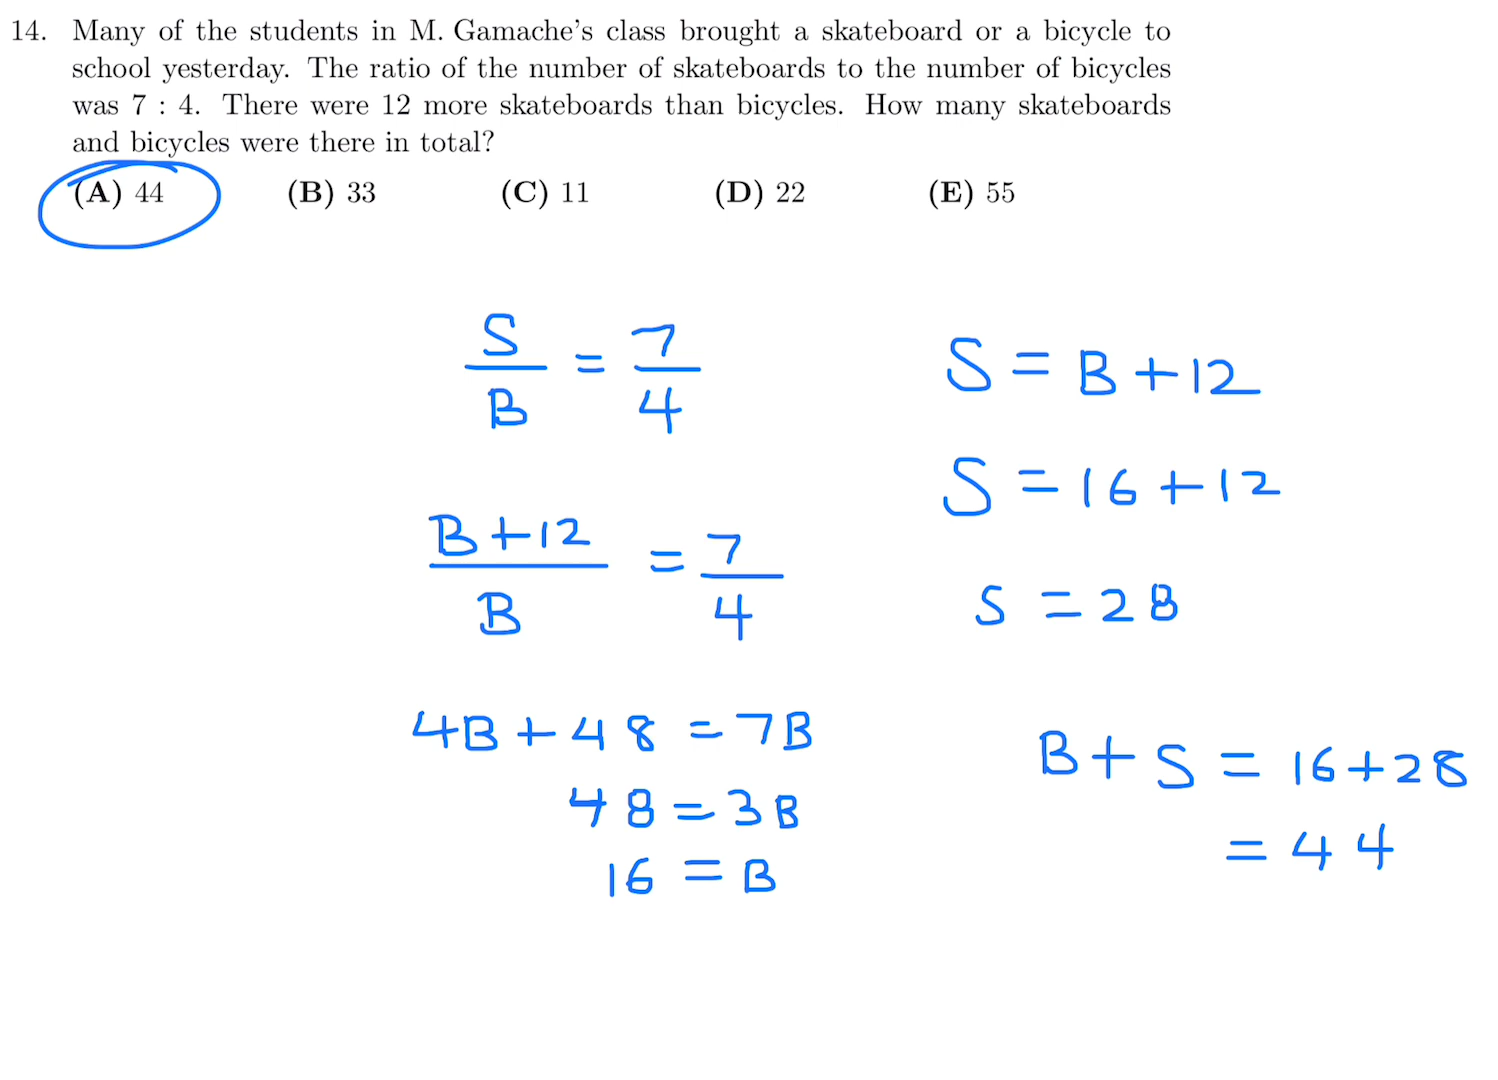 14. Many of the students in M. Gamache's class brought a skateboard or a bicycle to
school yesterday. The ratio of the number of skateboards to the number of bicycles
was 7 : 4. There were 12 more skateboards than bicycles. How many skateboards
and bicycles were there in total?
(A) 44 (B) 33 (C) 11 (D) 22 (E) 55
S/B = 7/4
(B+12)/B = 7/4
4B+48=7B
48=3B
16=B
S=B+12
S=16+12
S=28
B+S=16+28
=44